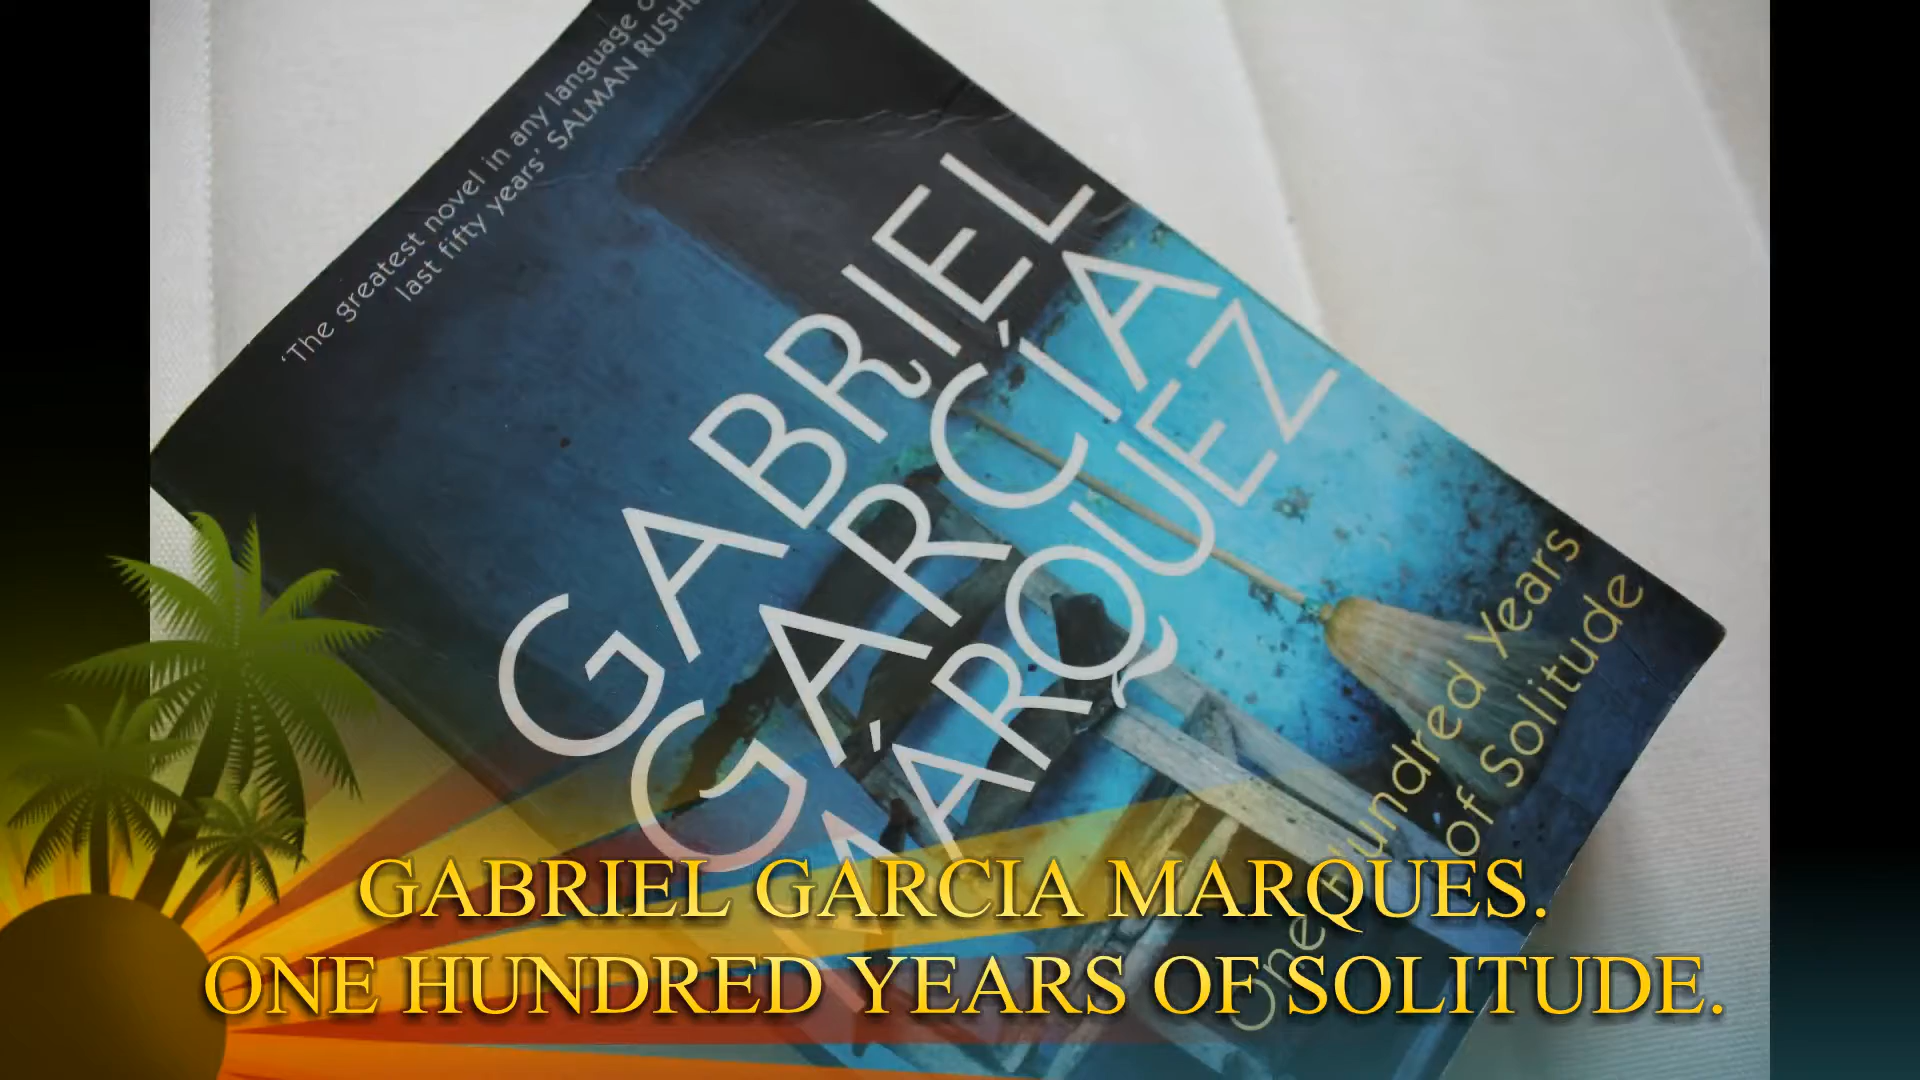 'The greatest novel in any language
last fifty years' SALMAN
GABRIEL
GARCÍA
MÁRQUEZ
One Hundred Years
of Solitude
GABRIEL GARCIA MARQUES.
ONE HUNDRED YEARS OF SOLITUDE.